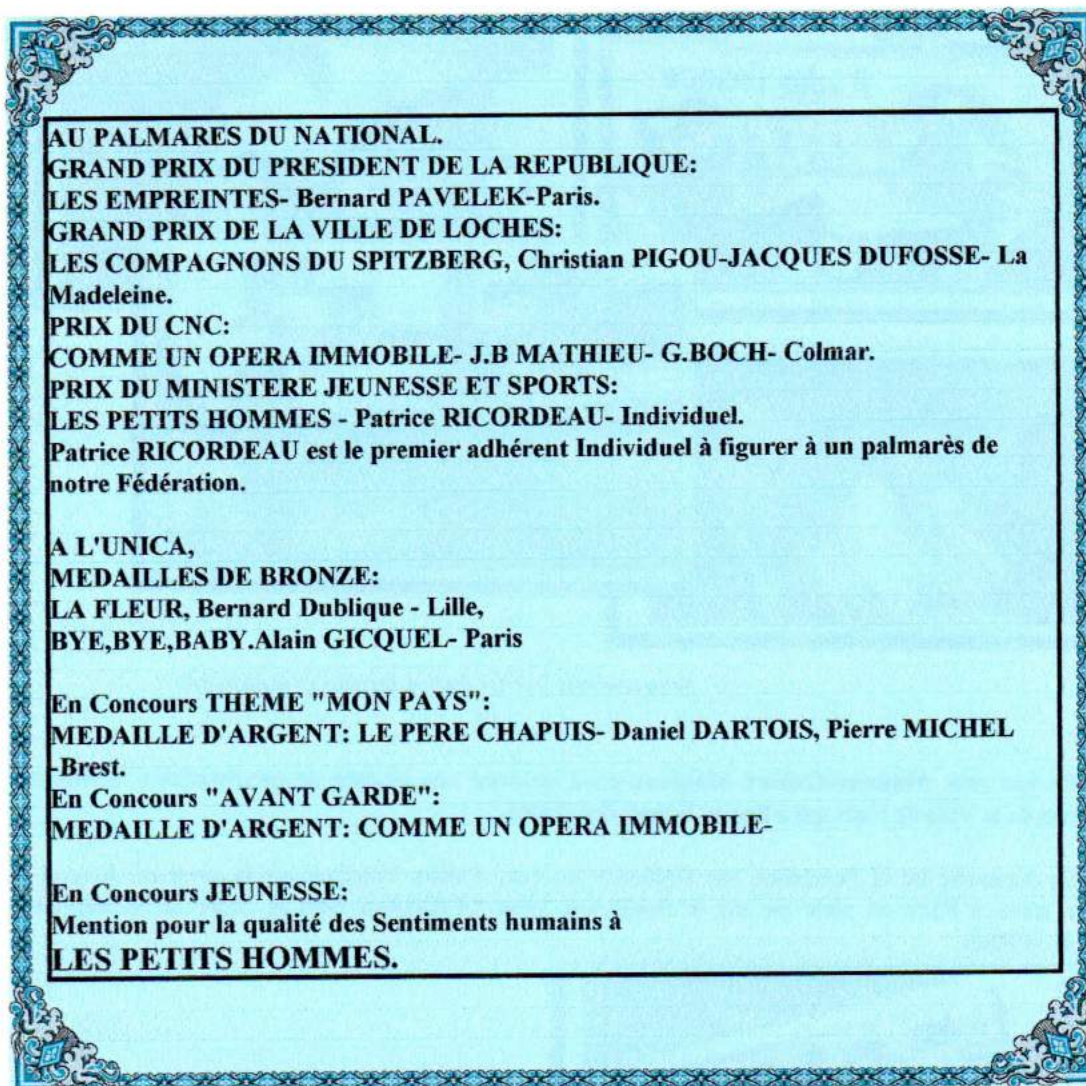 AU PALMARES DU NATIONAL.
GRAND PRIX DU PRESIDENT DE LA REPUBLIQUE:
LES EMPREINTES- Bernard PAVELEK-Paris.
GRAND PRIX DE LA VILLE DE LOCHES:
LES COMPAGNONS DU SPITZBERG, Christian PIGOU-JACQUES DUFOSSE- La
Madeleine.
PRIX DU CNC:
COMME UN OPERA IMMOBILE- J.B MATHIEU- G.BOCH- Colmar.
PRIX DU MINISTERE JEUNESSE ET SPORTS:
LES PETITS HOMMES - Patrice RICORDEAU- Individuel.
Patrice RICORDEAU est le premier adhérent Individuel à figurer à un palmarès de
notre Fédération.
A L'UNICA,
MEDAILLES DE BRONZE:
LA FLEUR, Bernard Dublique - Lille,
BYE,BYE,BABY.Alain GICQUEL- Paris
En Concours THEME "MON PAYS":
MEDAILLE D'ARGENT: LE PERE CHAPUIS- Daniel DARTOIS, Pierre MICHEL
-Brest.
En Concours "AVANT GARDE":
MEDAILLE D'ARGENT: COMME UN OPERA IMMOBILE-
En Concours JEUNESSE:
Mention pour la qualité des Sentiments humains à
LES PETITS HOMMES.